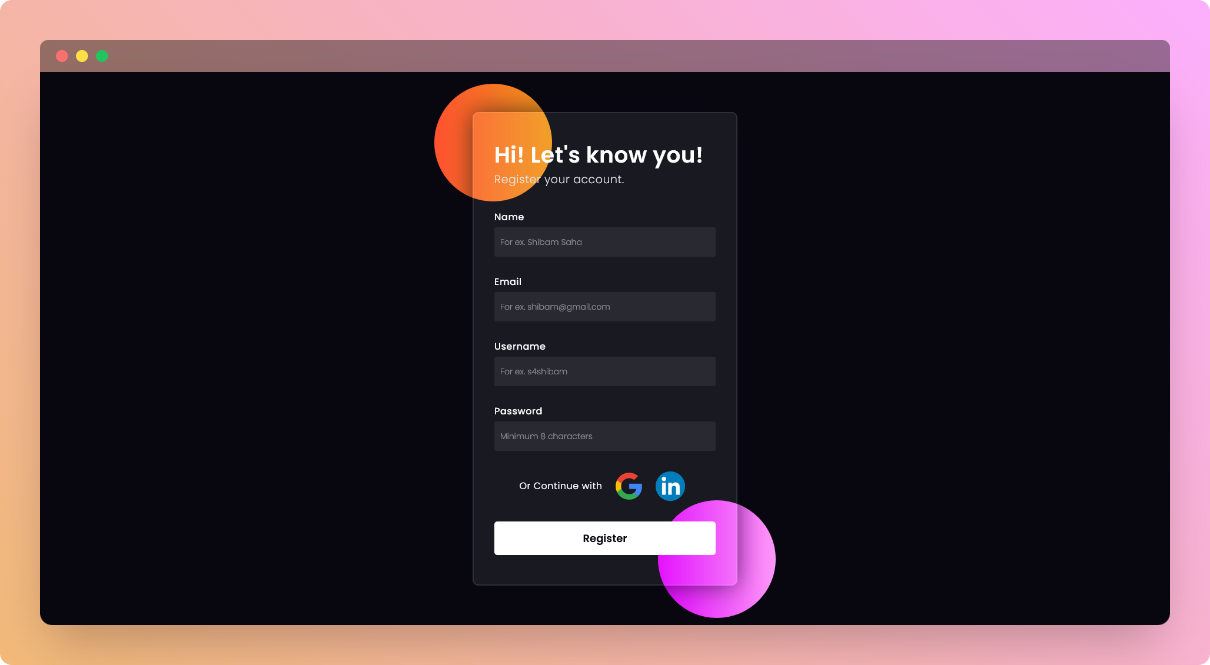 Hi! Let's know you!
Register your account.
Name
For ex. Shibam Saha
Email
For ex. shibam@gmail.com
Username
For ex. s4shibam
Password
Minimum 8 characters
Or Continue with
in
Register